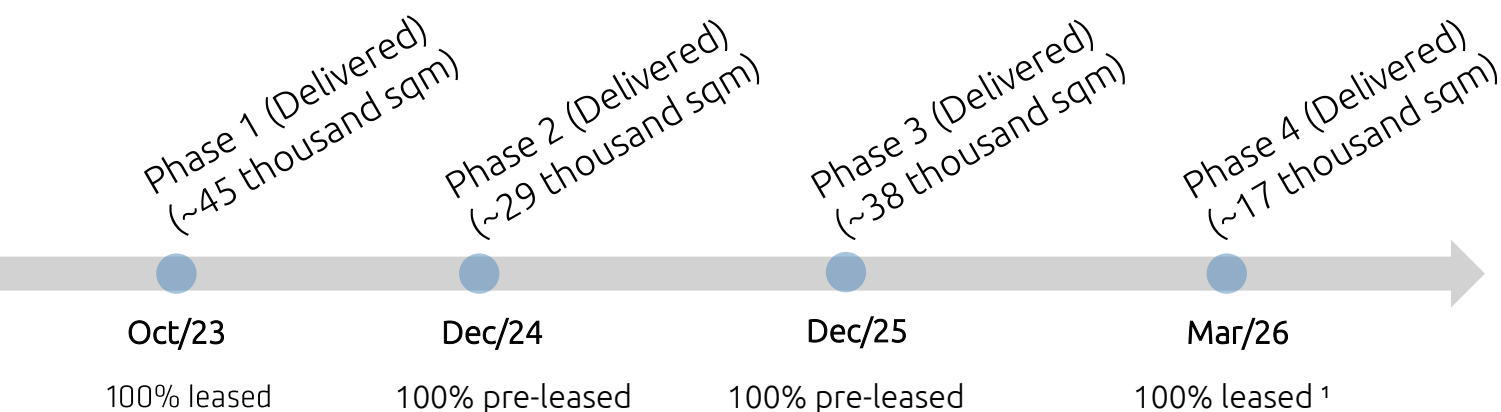 Phase 1 (Delivered)
(~45 thousand sqm)
Phase 2 (Delivered)
(~29 thousand sqm)
Phase 3 (Delivered)
(~38 thousand sqm)
Phase 4 (Delivered)
(~17 thousand sqm)
Oct/23
Dec/24
Dec/25
Mar/26
100% leased
100% pre-leased
100% pre-leased
100% leased ¹